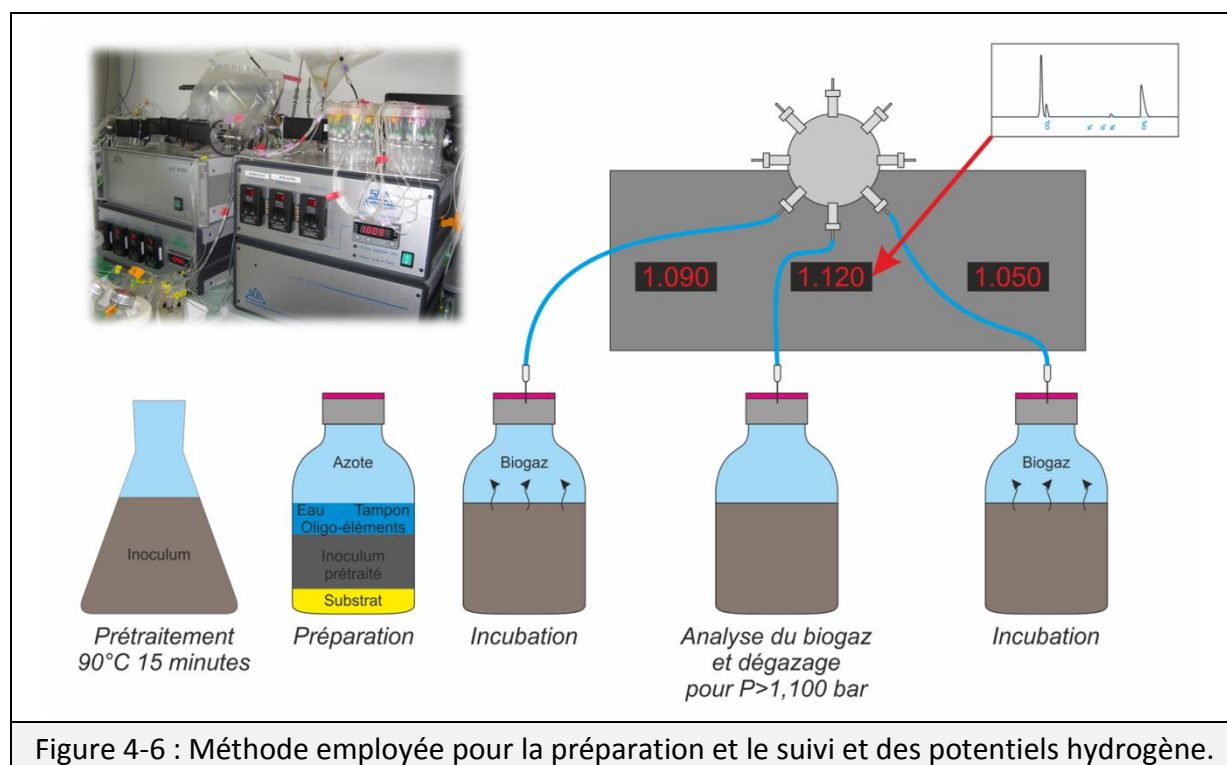 1.090
1.120
1.050
Azote
Biogaz
Biogaz
Eau Tampon
Oligo-éléments
Inoculum
Inoculum
prétraité
Substrat
Prétraitement
90°C 15 minutes
Préparation
Incubation
Analyse du biogaz
et dégazage
pour P>1,100 bar
Incubation
Figure 4-6 : Méthode employée pour la préparation et le suivi et des potentiels hydrogène.